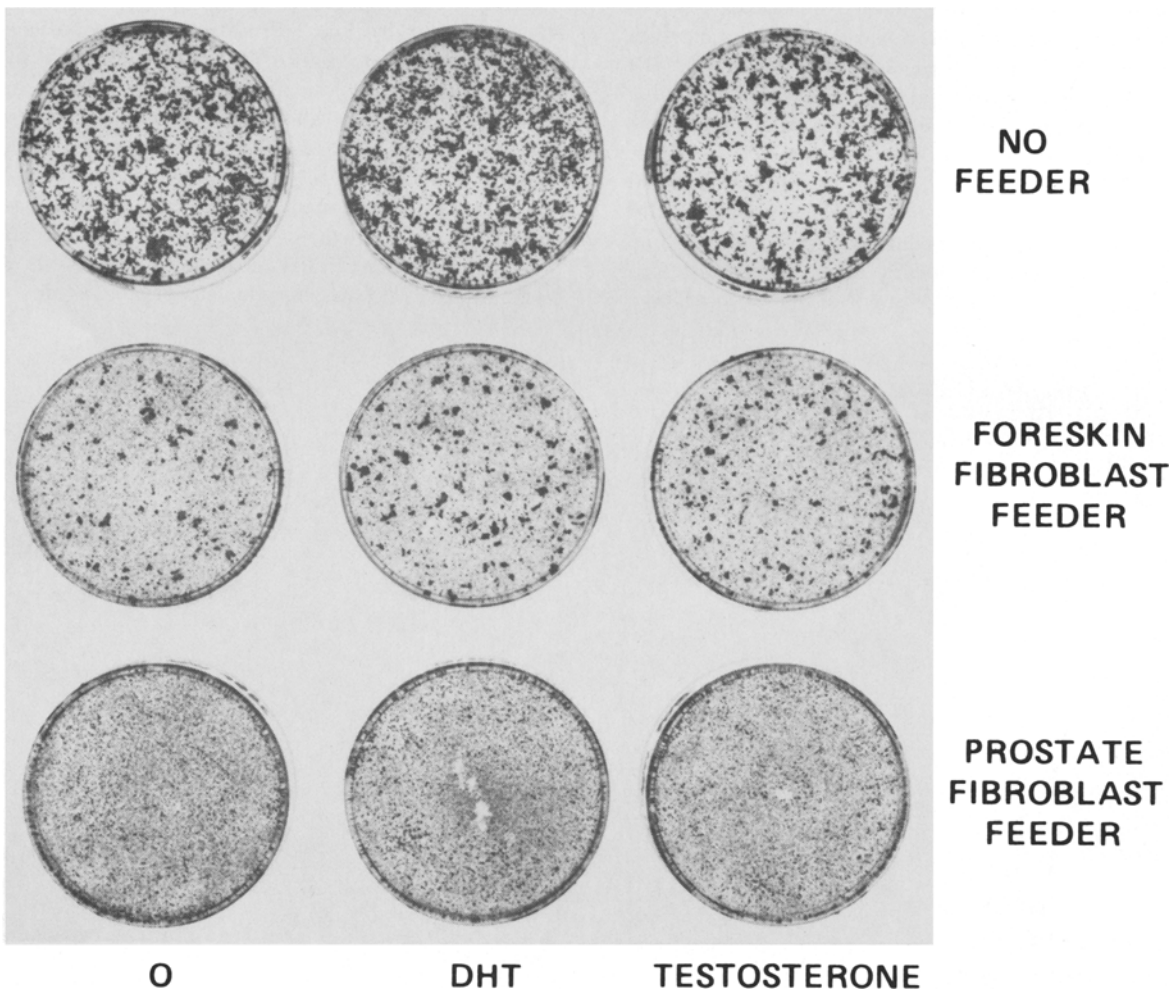 NO
FEEDER
FORESKIN
FIBROBLAST
FEEDER
PROSTATE
FIBROBLAST
FEEDER
O
DHT
TESTOSTERONE